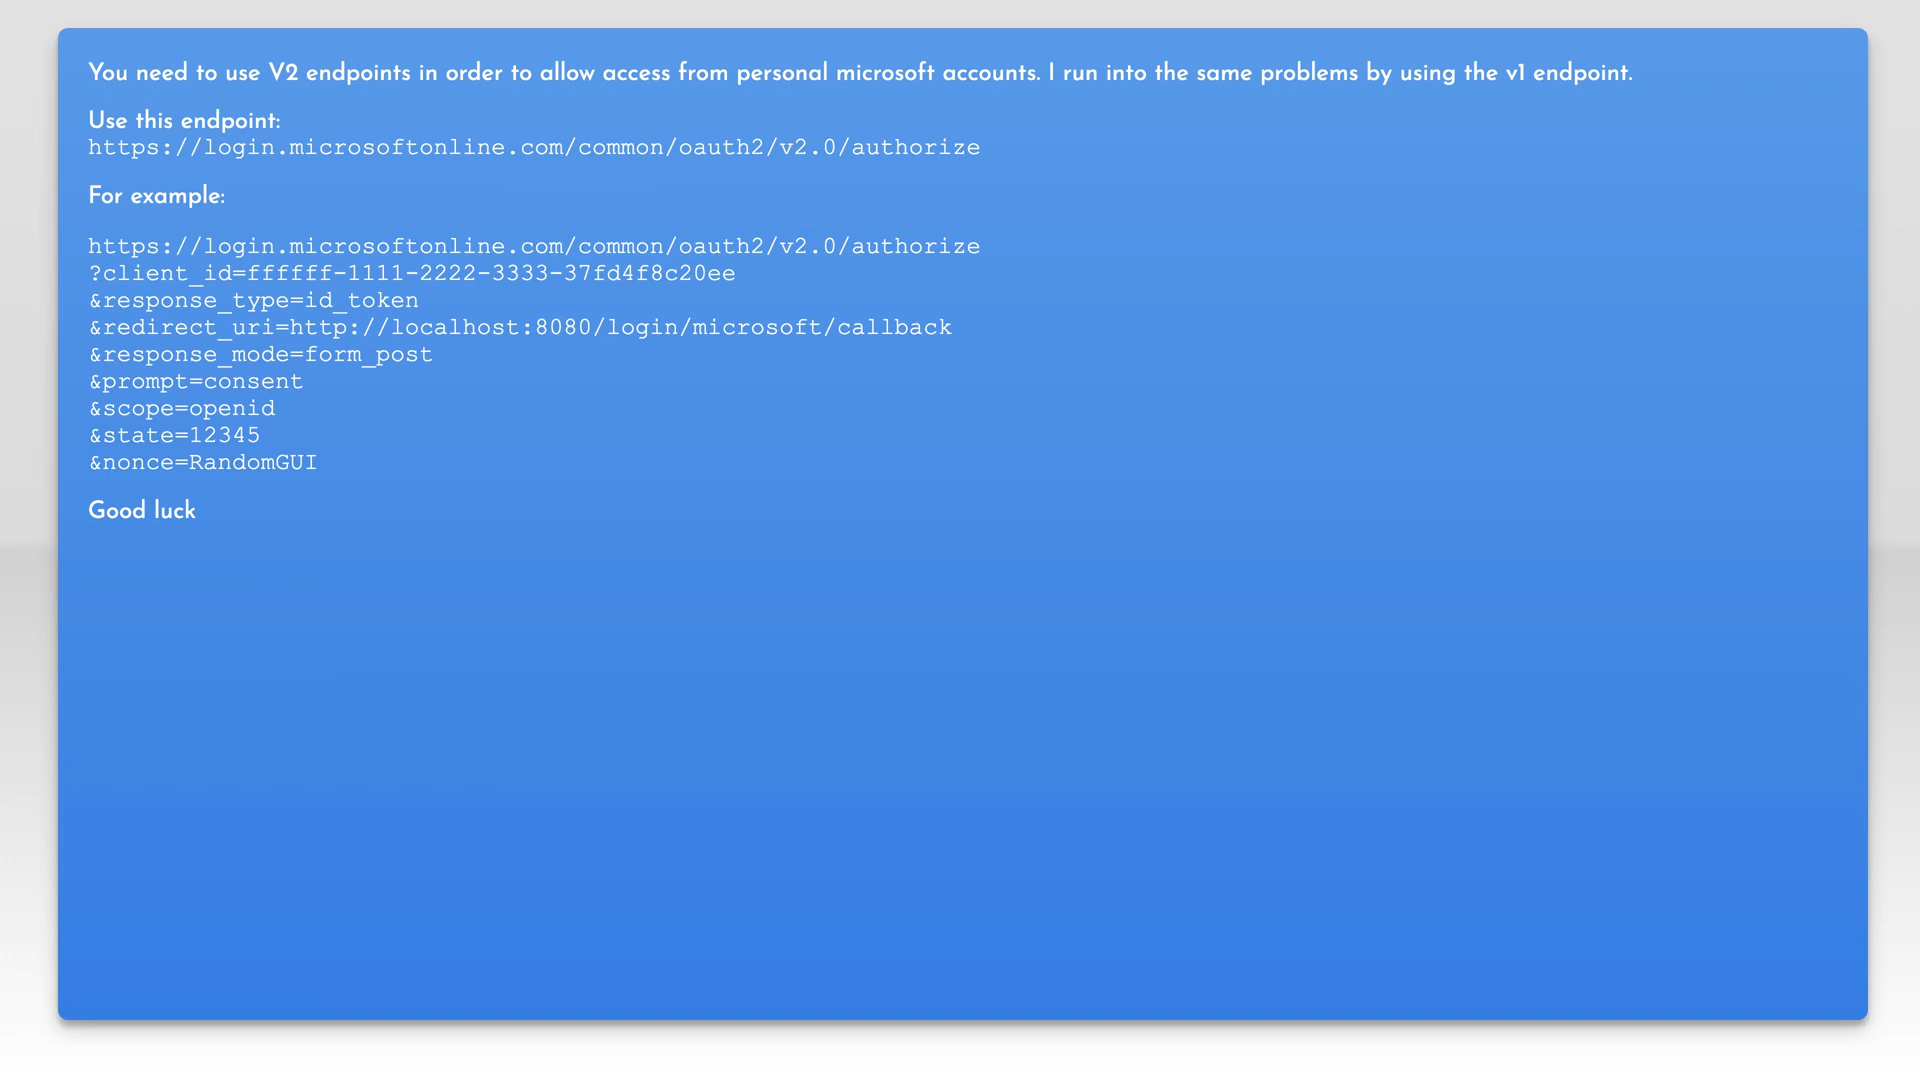 You need to use V2 endpoints in order to allow access from personal microsoft accounts. I run into the same problems by using the v1 endpoint.
Use this endpoint:
https://login.microsoftonline.com/common/oauth2/v2.0/authorize
For example:
https://login.microsoftonline.com/common/oauth2/v2.0/authorize
?client_id=ffffff-1111-2222-3333-37fd4f8c20ee
&response_type=id_token
&redirect_uri=http://localhost:8080/login/microsoft/callback
&response_mode=form_post
&prompt=consent
&scope=openid
&state=12345
&nonce=RandomGUI
Good luck